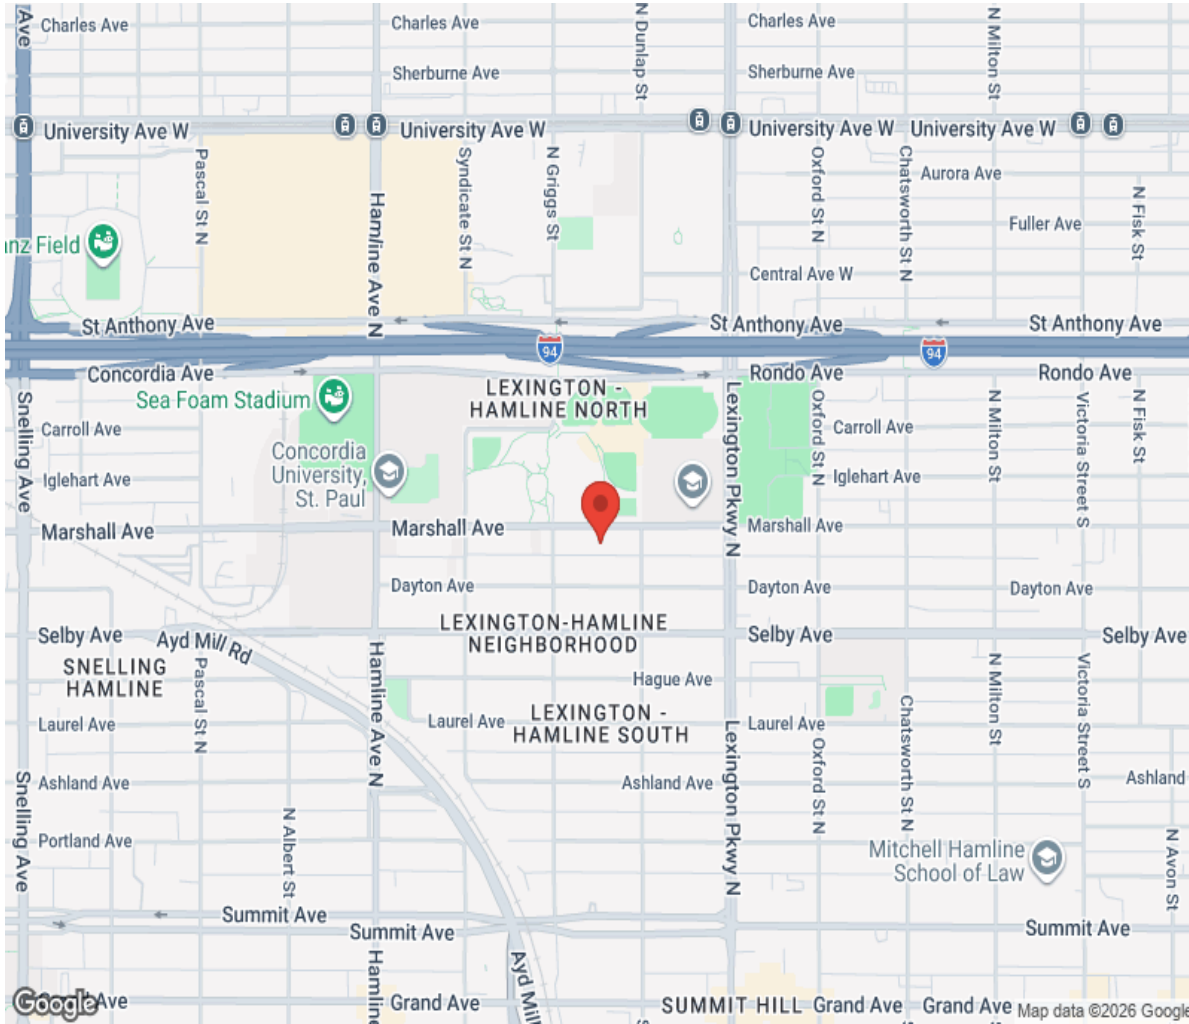 Ave
Charles Ave
Charles Ave
N Dunlap St
Charles Ave
N Milton St
Sherburne Ave
Sherburne Ave
University Ave W
University Ave W
University Ave W
University Ave W
Pascal St N
Hamline Ave N
Syndicate St N
N Griggs St
Oxford St N
Chatsworth St N
Aurora Ave
N Fisk St
Fuller Ave
anz Field
Central Ave W
St Anthony Ave
St Anthony Ave
St Anthony Ave
94
94
Concordia Ave
Rondo Ave
Rondo Ave
Snelling Ave
Sea Foam Stadium
LEXINGTON -
HAMLINE NORTH
Lexington Pkwy N
Oxford St N
N Milton St
Victoria Street S
N Fisk St
Carroll Ave
Carroll Ave
Concordia
University,
St. Paul
Iglehart Ave
Iglehart Ave
Marshall Ave
Marshall Ave
Marshall Ave
Dayton Ave
Dayton Ave
Dayton Ave
LEXINGTON-HAMLINE
NEIGHBORHOOD
Selby Ave
Ayd Mill Rd
Selby Ave
Selby Ave
SNELLING
HAMLINE
Pascal St N
Hamline Ave N
Hague Ave
N Milton St
Victoria Street S
LEXINGTON -
HAMLINE SOUTH
Laurel Ave
Laurel Ave
Laurel Ave
Chatsworth St N
Oxford St N
Lexington Pkwy N
Snelling Ave
Ashland Ave
Ashland Ave
Ashland
N Albert St
Portland Ave
N Avon St
Mitchell Hamline
School of Law
Summit Ave
Summit Ave
Summit Ave
Hamline
Ayd Mill
Google
Ave
Grand Ave
SUMMIT HILL
Grand Ave
Grand Ave
Map data ©2026 Google